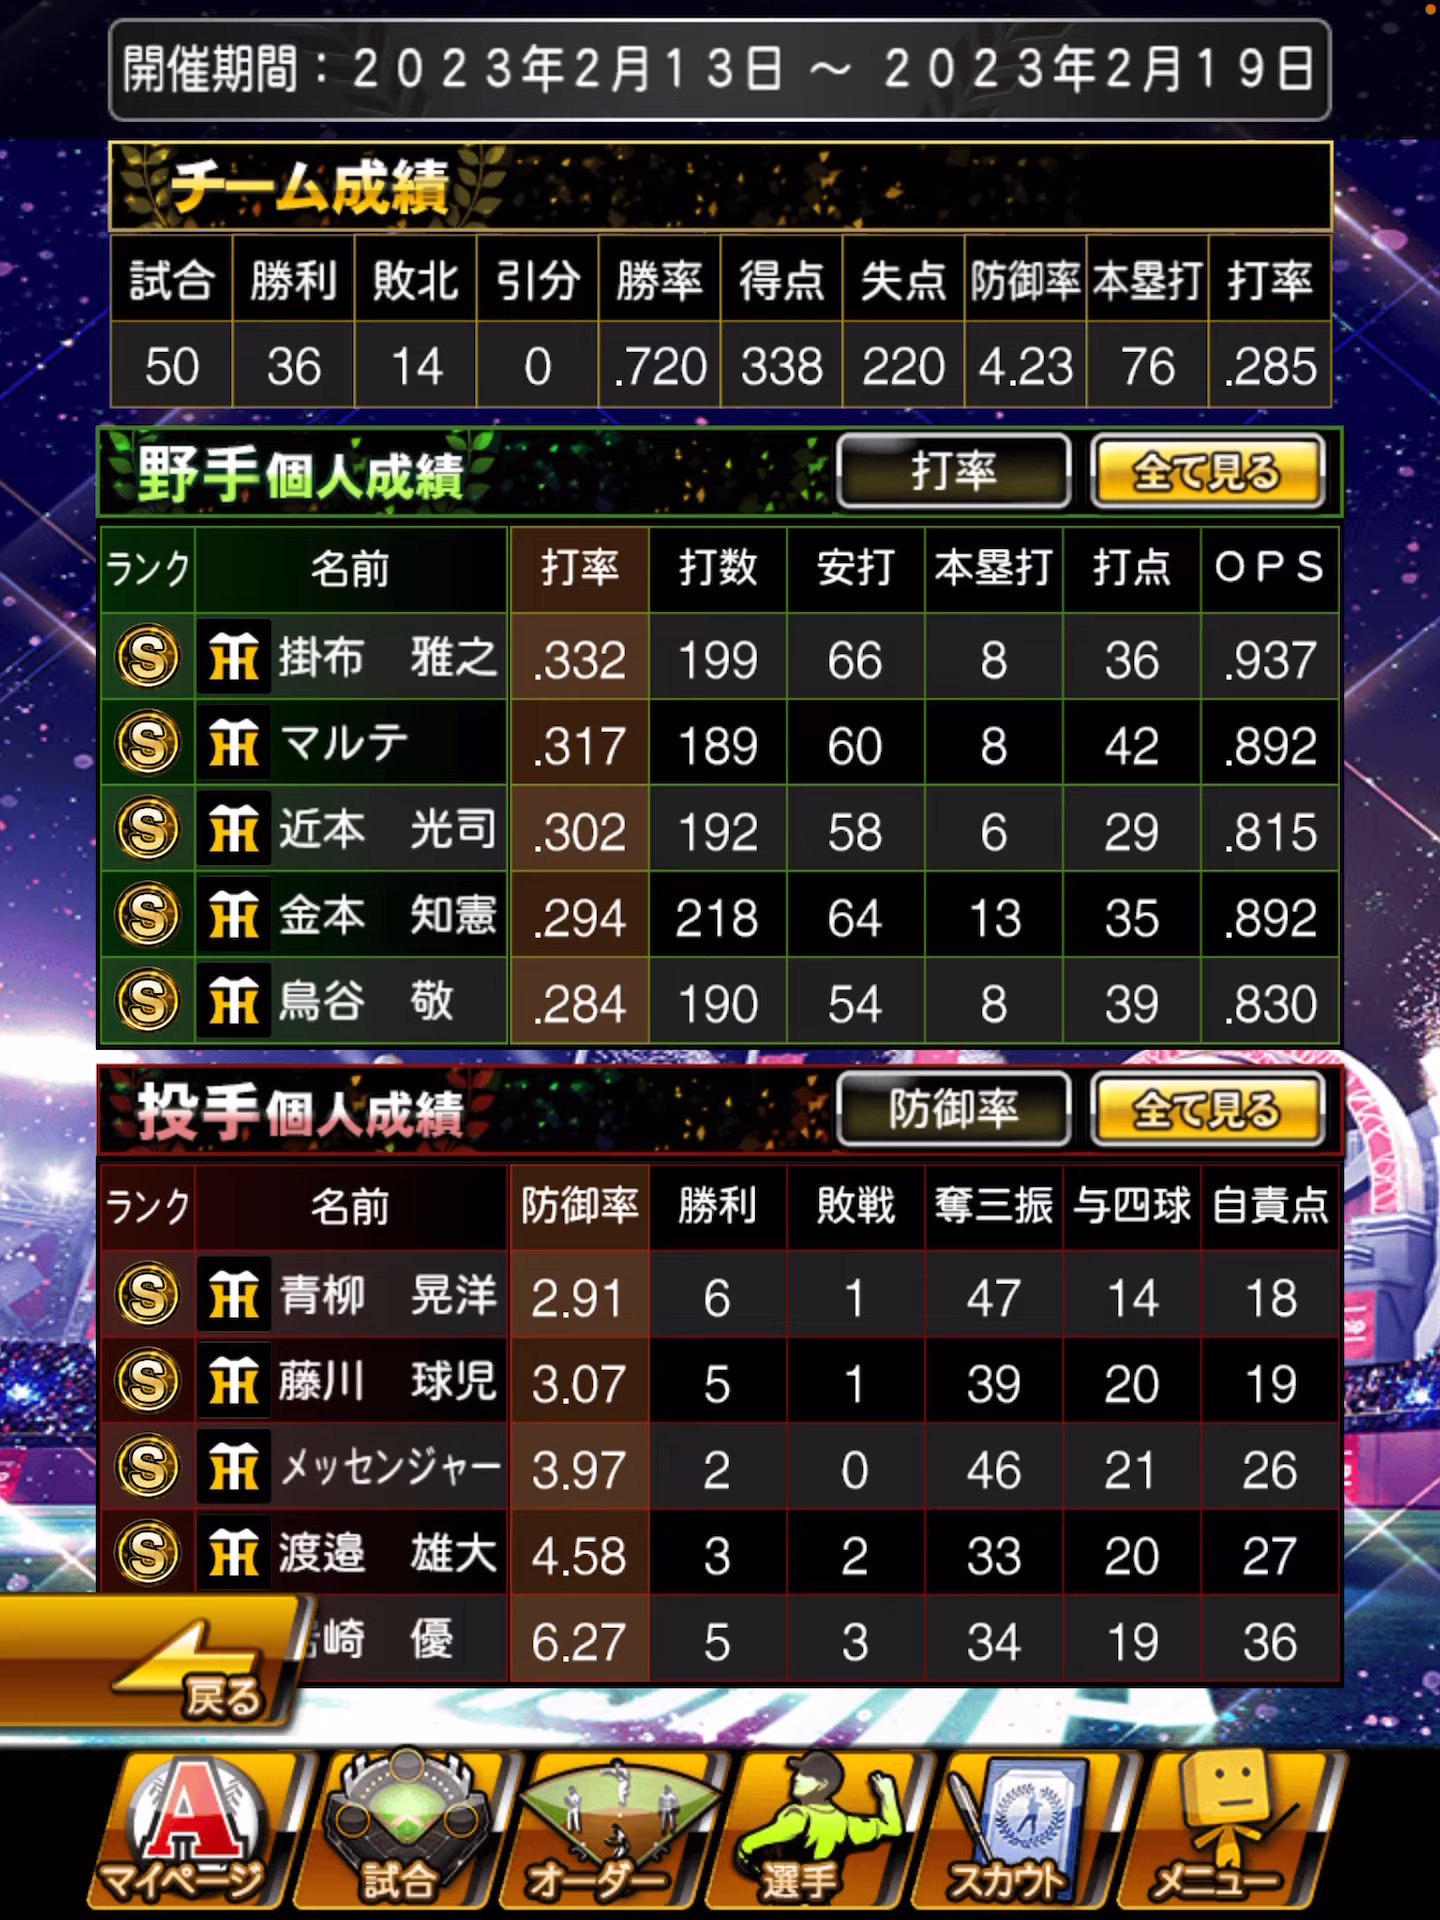 開催期間：２０２３年２月１３日 ～ ２０２３年２月１９日
チーム成績
試合 勝利 敗北 引分 勝率 得点 失点 防御率 本塁打 打率
50 36 14 0 .720 338 220 4.23 76 .285
野手個人成績 打率 全て見る
ランク 名前 打率 打数 安打 本塁打 打点 ＯＰＳ
S 掛布　雅之 .332 199 66 8 36 .937
S マルテ .317 189 60 8 42 .892
S 近本　光司 .302 192 58 6 29 .815
S 金本　知憲 .294 218 64 13 35 .892
S 鳥谷　敬 .284 190 54 8 39 .830
投手個人成績 防御率 全て見る
ランク 名前 防御率 勝利 敗戦 奪三振 与四球 自責点
S 青柳　晃洋 2.91 6 1 47 14 18
S 藤川　球児 3.07 5 1 39 20 19
S メッセンジャー 3.97 2 0 46 21 26
S 渡邉　雄大 4.58 3 2 33 20 27
崎　優 6.27 5 3 34 19 36
戻る
マイページ 試合 オーダー 選手 スカウト メニュー